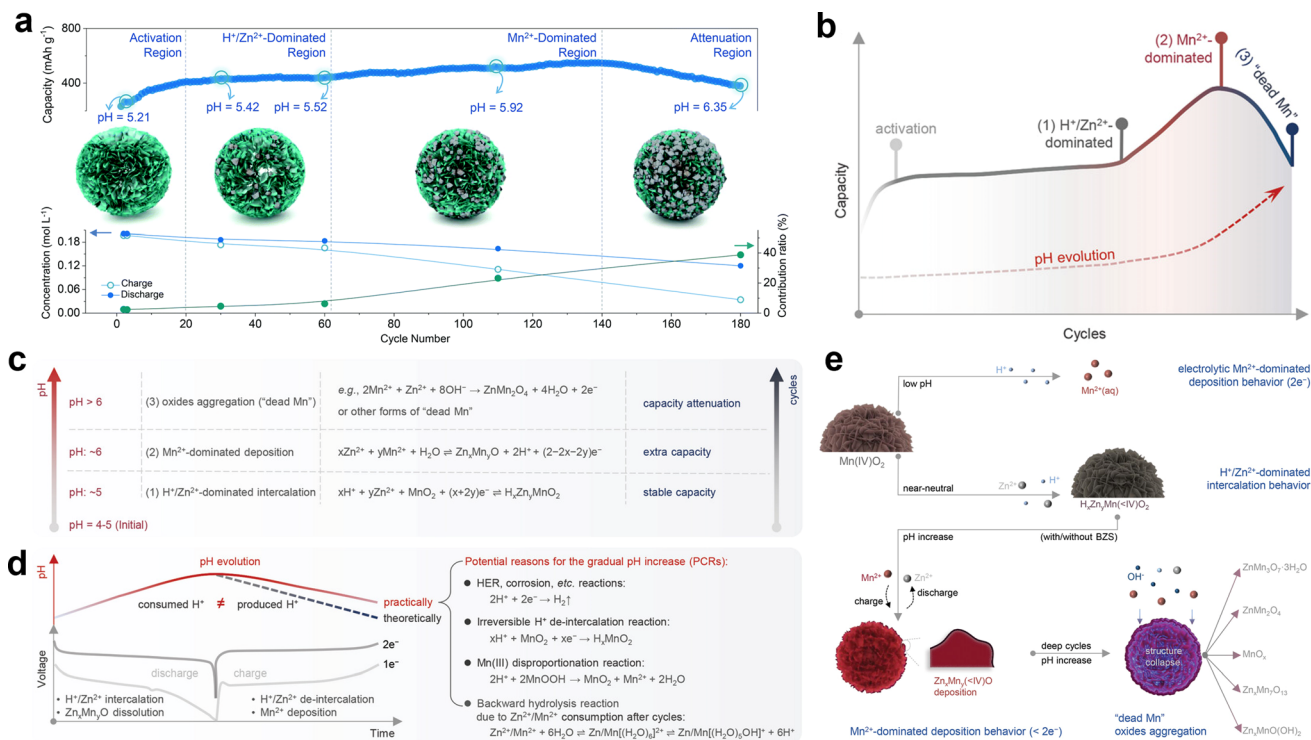 a
Capacity (mAh g⁻¹)
800
400
Activation
Region
H⁺/Zn²⁺-Dominated
Region
Mn²⁺-Dominated
Region
Attenuation
Region
pH = 5.21
pH = 5.42
pH = 5.52
pH = 5.92
pH = 6.35
Concentration (mol L⁻¹)
0.18
0.12
0.06
0.00
Charge
Discharge
Contribution ratio (%)
40
20
0
0 20 40 60 80 100 120 140 160 180
Cycle Number
b
Capacity
activation
(1) H⁺/Zn²⁺-
dominated
(2) Mn²⁺-
dominated
(3) "dead Mn"
pH evolution
Cycles
c
pH
cycles
pH > 6
(3) oxides aggregation ("dead Mn")
e.g., 2Mn²⁺ + Zn²⁺ + 8OH⁻ → ZnMn₂O₄ + 4H₂O + 2e⁻
or other forms of "dead Mn"
capacity attenuation
pH: ~6
(2) Mn²⁺-dominated deposition
xZn²⁺ + yMn²⁺ + H₂O ⇌ ZnₓMnᵧO + 2H⁺ + (2−2x−2y)e⁻
extra capacity
pH: ~5
(1) H⁺/Zn²⁺-dominated intercalation
xH⁺ + yZn²⁺ + MnO₂ + (x+2y)e⁻ ⇌ HₓZnᵧMnO₂
stable capacity
pH = 4-5 (Initial)
d
pH
pH evolution
consumed H⁺ ≠ produced H⁺
practically
theoretically
Voltage
2e⁻
1e⁻
discharge
charge
• H⁺/Zn²⁺ intercalation
• ZnₓMnᵧO dissolution
• H⁺/Zn²⁺ de-intercalation
• Mn²⁺ deposition
Time
Potential reasons for the gradual pH increase (PCRs):
● HER, corrosion, etc. reactions:
2H⁺ + 2e⁻ → H₂↑
● Irreversible H⁺ de-intercalation reaction:
xH⁺ + MnO₂ + xe⁻ → HₓMnO₂
● Mn(III) disproportionation reaction:
2H⁺ + 2MnOOH → MnO₂ + Mn²⁺ + 2H₂O
● Backward hydrolysis reaction
due to Zn²⁺/Mn²⁺ consumption after cycles:
Zn²⁺/Mn²⁺ + 6H₂O ⇌ Zn/Mn[(H₂O)₆]²⁺ ⇌ Zn/Mn[(H₂O)₅OH]⁺ + 6H⁺
e
low pH
H⁺
Mn²⁺(aq)
electrolytic Mn²⁺-dominated
deposition behavior (2e⁻)
Mn(IV)O₂
near-neutral
Zn²⁺
H⁺
HₓZnᵧMn(<IV)O₂
H⁺/Zn²⁺-dominated
intercalation behavior
pH increase
(with/without BZS)
Mn²⁺
Zn²⁺
charge
discharge
ZnₓMnᵧ(<IV)O
deposition
Mn²⁺-dominated deposition behavior (< 2e⁻)
deep cycles
pH increase
OH⁻
structure
collapse
"dead Mn"
oxides aggregation
ZnMn₃O₇·3H₂O
ZnMn₂O₄
MnOₓ
ZnₓMn₇O₁₃
ZnₓMnO(OH)₂